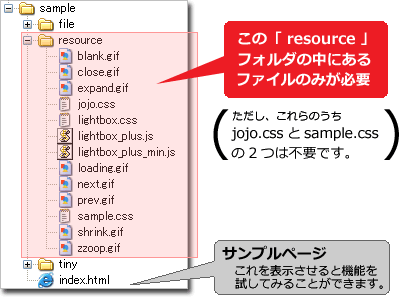 sample
file
resource
blank.gif
close.gif
expand.gif
jojo.css
lightbox.css
lightbox_plus.js
lightbox_plus_min.js
loading.gif
next.gif
prev.gif
sample.css
shrink.gif
zzoop.gif
tiny
index.html
この「 resource 」
フォルダの中にある
ファイルのみが必要
ただし、これらのうち
jojo.css と sample.css
の２つは不要です。
サンプルページ
これを表示させると機能を
試してみることができます。